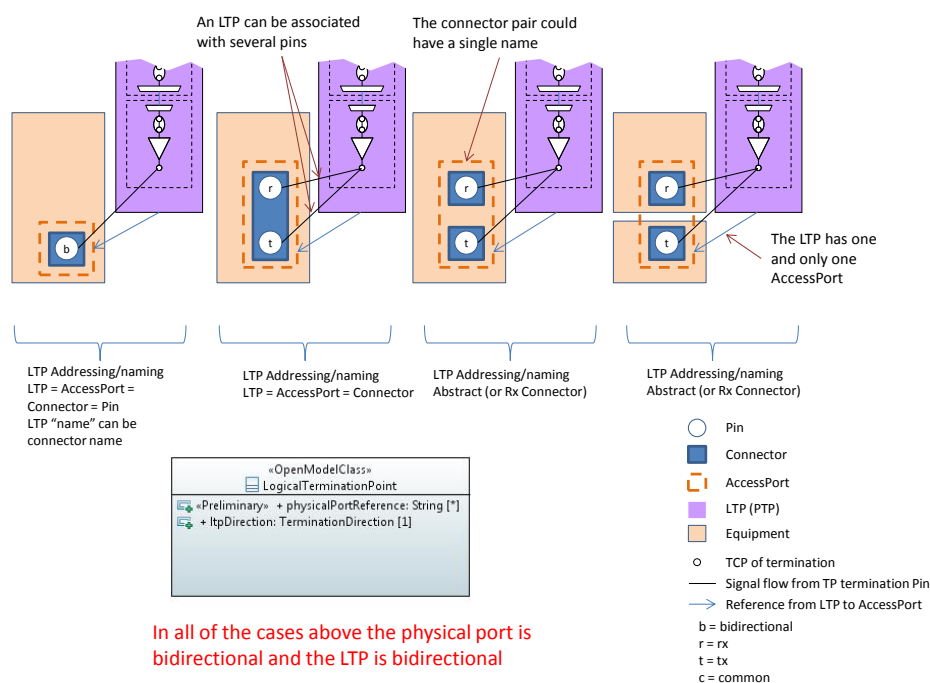 An LTP can be associated
with several pins
The connector pair could
have a single name
b
r
t
r
t
r
t
The LTP has one
and only one
AccessPort
LTP Addressing/naming
LTP = AccessPort =
Connector = Pin
LTP “name” can be
connector name
LTP Addressing/naming
LTP = AccessPort = Connector
LTP Addressing/naming
Abstract (or Rx Connector)
LTP Addressing/naming
Abstract (or Rx Connector)
«OpenModelClass»
LogicalTerminationPoint
«Preliminary» + physicalPortReference: String [*]
+ ltpDirection: TerminationDirection [1]
Pin
Connector
AccessPort
LTP (PTP)
Equipment
TCP of termination
Signal flow from TP termination Pin
Reference from LTP to AccessPort
b = bidirectional
r = rx
t = tx
c = common
In all of the cases above the physical port is
bidirectional and the LTP is bidirectional